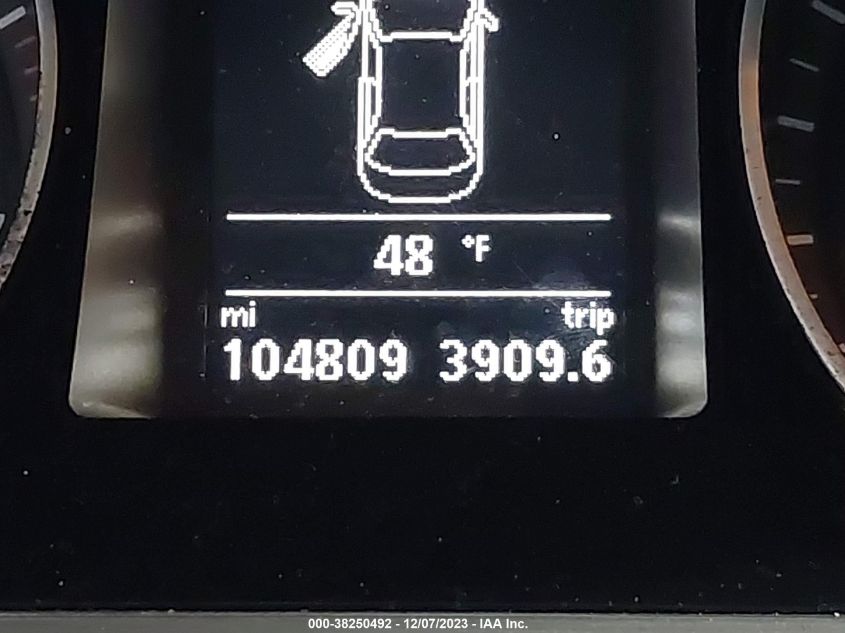 48 °F
mi trip
104809 3909.6
000-38250492 - 12/07/2023 - IAA Inc.